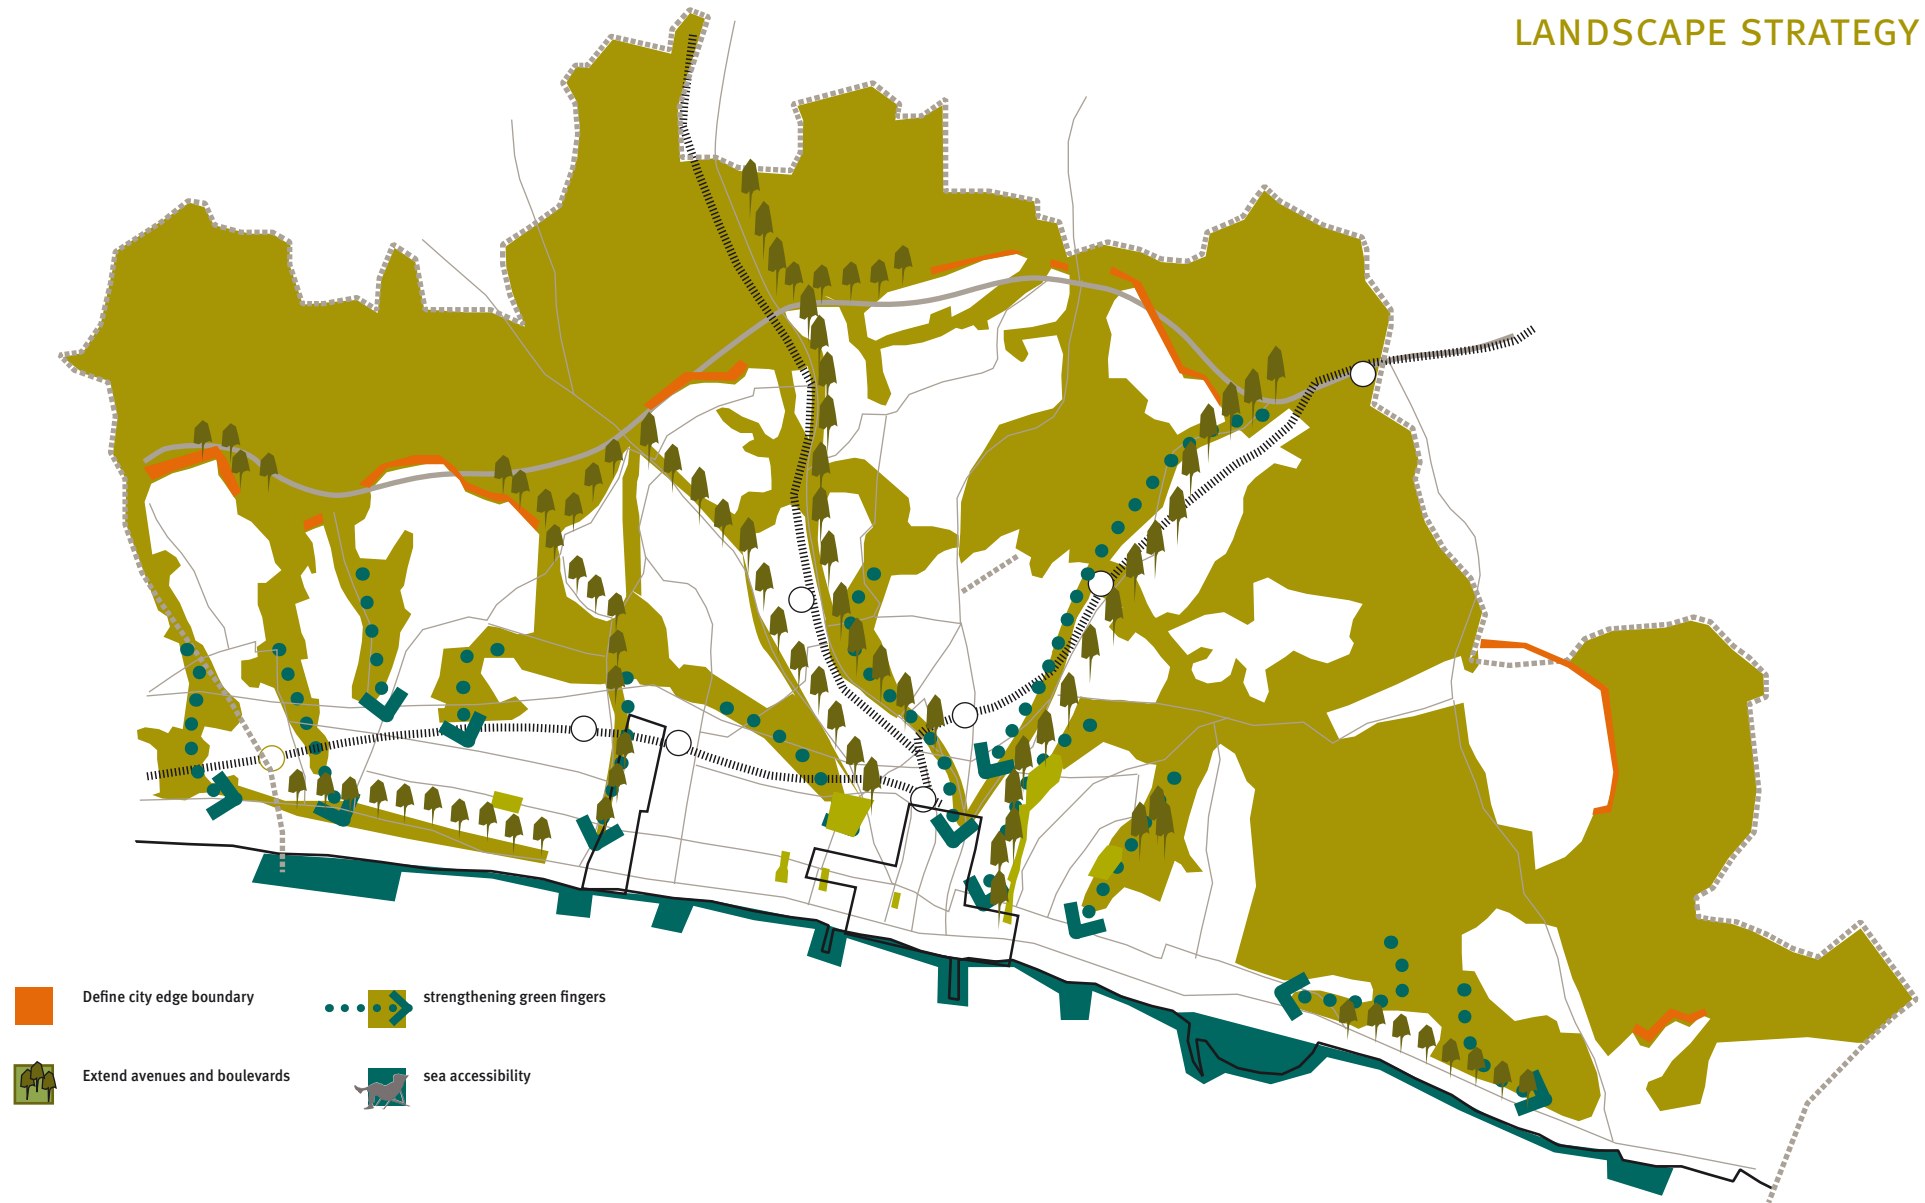 LANDSCAPE STRATEGY
Define city edge boundary
strengthening green fingers
Extend avenues and boulevards
sea accessibility